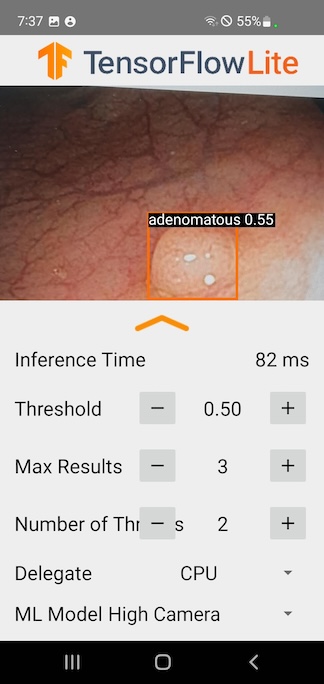 7:37 55%
TensorFlowLite
adenomatous 0.55
Inference Time 82 ms
Threshold − 0.50 +
Max Results − 3 +
Number of Thr − s 2 +
Delegate CPU
ML Model High Camera